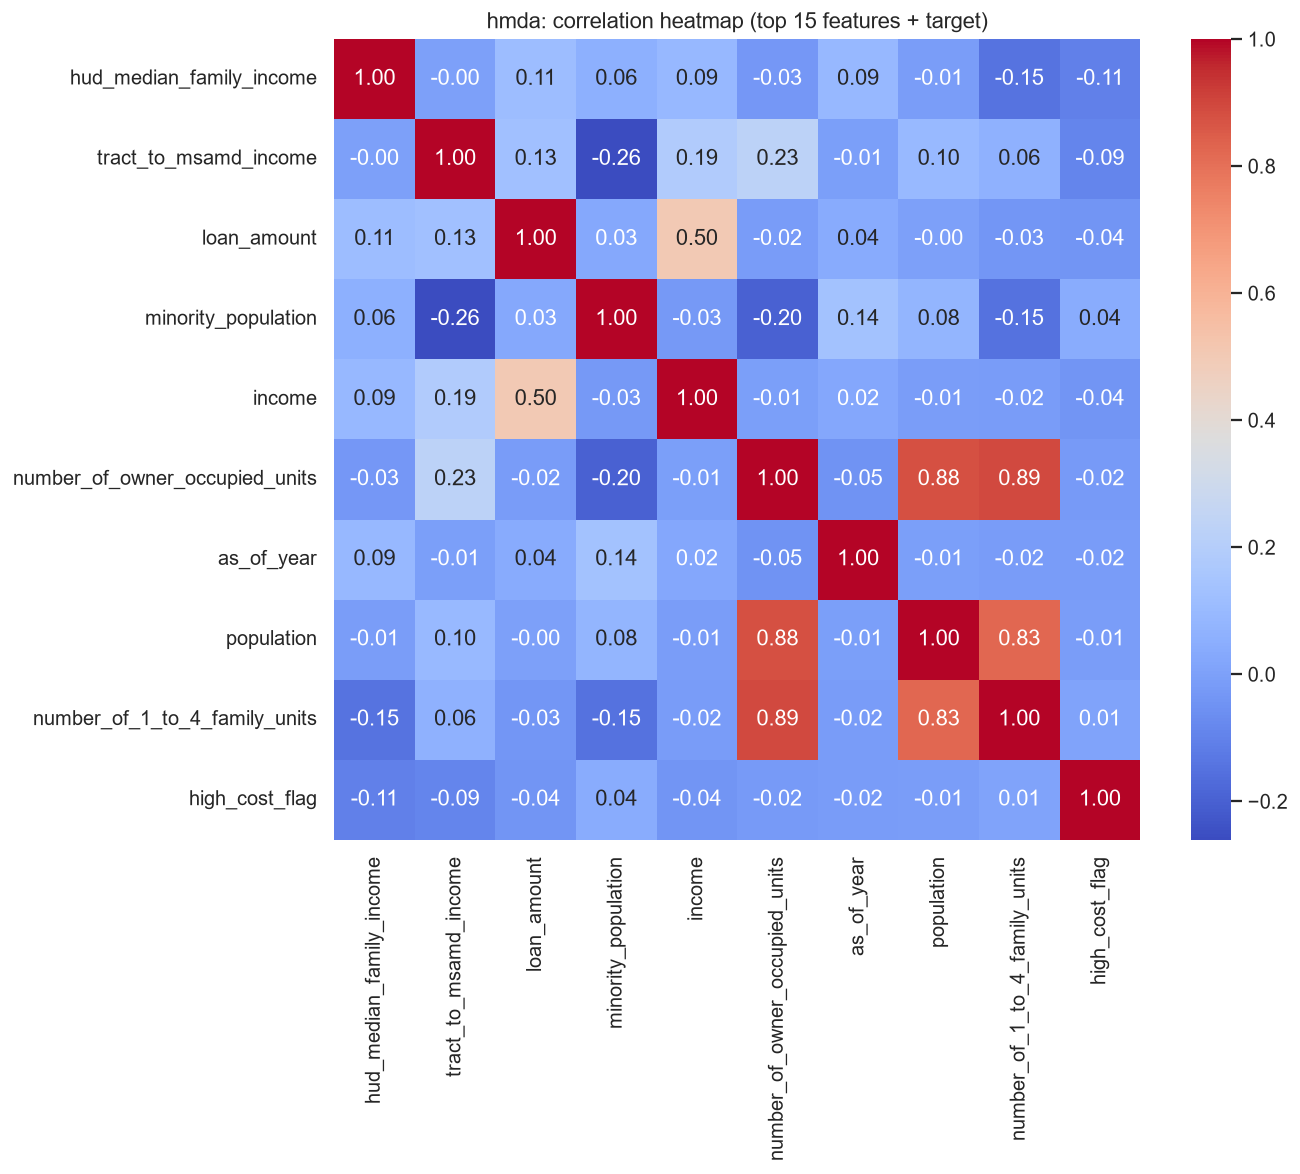 hmda: correlation heatmap (top 15 features + target)
hud_median_family_income 1.00 -0.00 0.11 0.06 0.09 -0.03 0.09 -0.01 -0.15 -0.11
tract_to_msamd_income -0.00 1.00 0.13 -0.26 0.19 0.23 -0.01 0.10 0.06 -0.09
loan_amount 0.11 0.13 1.00 0.03 0.50 -0.02 0.04 -0.00 -0.03 -0.04
minority_population 0.06 -0.26 0.03 1.00 -0.03 -0.20 0.14 0.08 -0.15 0.04
income 0.09 0.19 0.50 -0.03 1.00 -0.01 0.02 -0.01 -0.02 -0.04
number_of_owner_occupied_units -0.03 0.23 -0.02 -0.20 -0.01 1.00 -0.05 0.88 0.89 -0.02
as_of_year 0.09 -0.01 0.04 0.14 0.02 -0.05 1.00 -0.01 -0.02 -0.02
population -0.01 0.10 -0.00 0.08 -0.01 0.88 -0.01 1.00 0.83 -0.01
number_of_1_to_4_family_units -0.15 0.06 -0.03 -0.15 -0.02 0.89 -0.02 0.83 1.00 0.01
high_cost_flag -0.11 -0.09 -0.04 0.04 -0.04 -0.02 -0.02 -0.01 0.01 1.00
hud_median_family_income
tract_to_msamd_income
loan_amount
minority_population
income
number_of_owner_occupied_units
as_of_year
population
number_of_1_to_4_family_units
high_cost_flag
1.0
0.8
0.6
0.4
0.2
0.0
−0.2